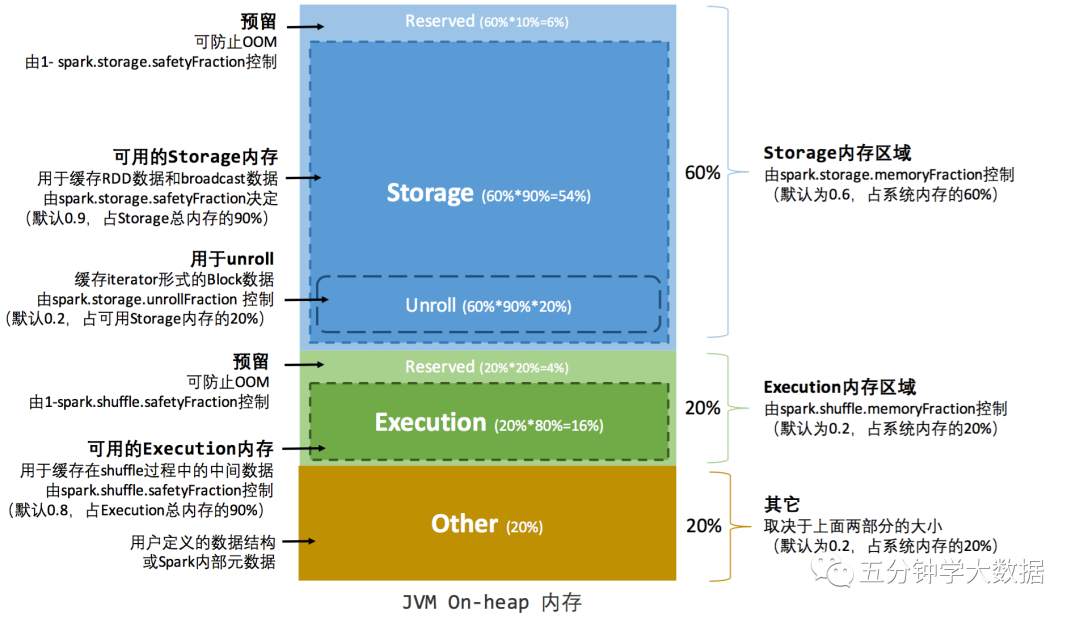 预留
可防止OOM
由1- spark.storage.safetyFraction控制
可用的Storage内存
用于缓存RDD数据和broadcast数据
由spark.storage.safetyFraction决定
（默认0.9，占Storage总内存的90%）
用于unroll
缓存iterator形式的Block数据
由spark.storage.unrollFraction 控制
（默认0.2，占可用Storage内存的20%）
预留
可防止OOM
由1-spark.shuffle.safetyFraction控制
可用的Execution内存
用于缓存在shuffle过程中的中间数据
由spark.shuffle.safetyFraction控制
（默认0.8，占Execution总内存的90%）
用户定义的数据结构
或Spark内部元数据
Reserved (60%*10%=6%)
Storage (60%*90%=54%)
Unroll (60%*90%*20%)
Reserved (20%*20%=4%)
Execution (20%*80%=16%)
Other (20%)
JVM On-heap 内存
60%
Storage内存区域
由spark.storage.memoryFraction控制
（默认为0.6，占系统内存的60%）
20%
Execution内存区域
由spark.shuffle.memoryFraction控制
（默认为0.2，占系统内存的20%）
20%
其它
取决于上面两部分的大小
（默认为0.2，占系统内存的20%）
五分钟学大数据